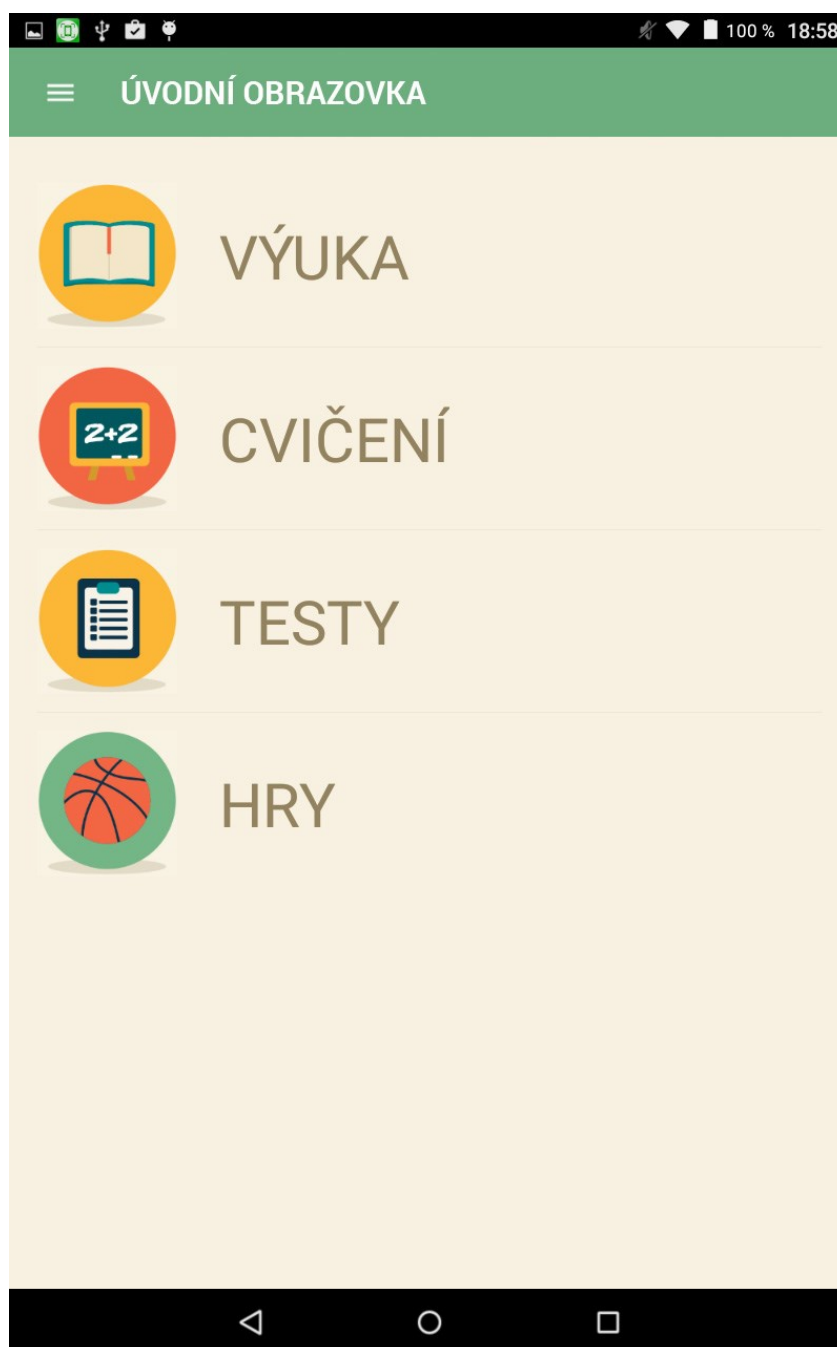 100 % 18:58
ÚVODNÍ OBRAZOVKA
VÝUKA
2+2
CVIČENÍ
TESTY
HRY